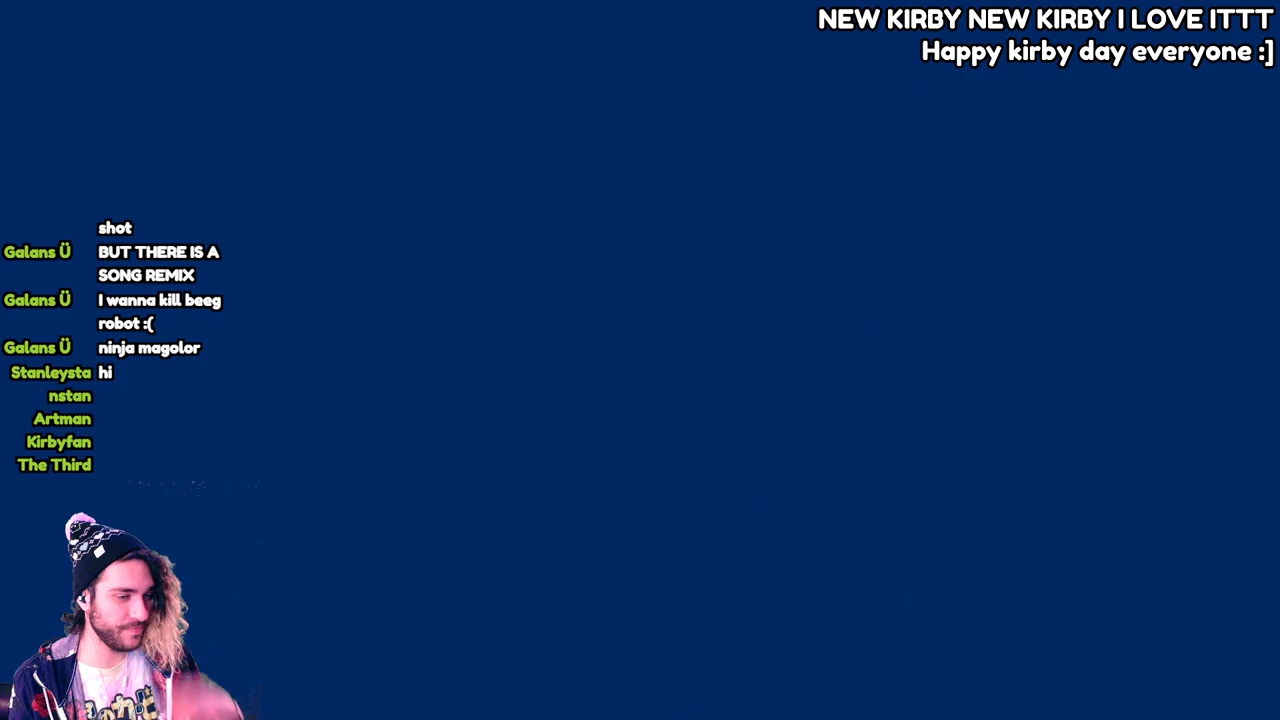 NEW KIRBY NEW KIRBY I LOVE ITTT
Happy kirby day everyone :]
shot
Galans Ü BUT THERE IS A
SONG REMIX
Galans Ü I wanna kill beeg
robot :(
Galans Ü ninja magolor
Stanleysta hi
nstan
Artman
Kirbyfan
The Third